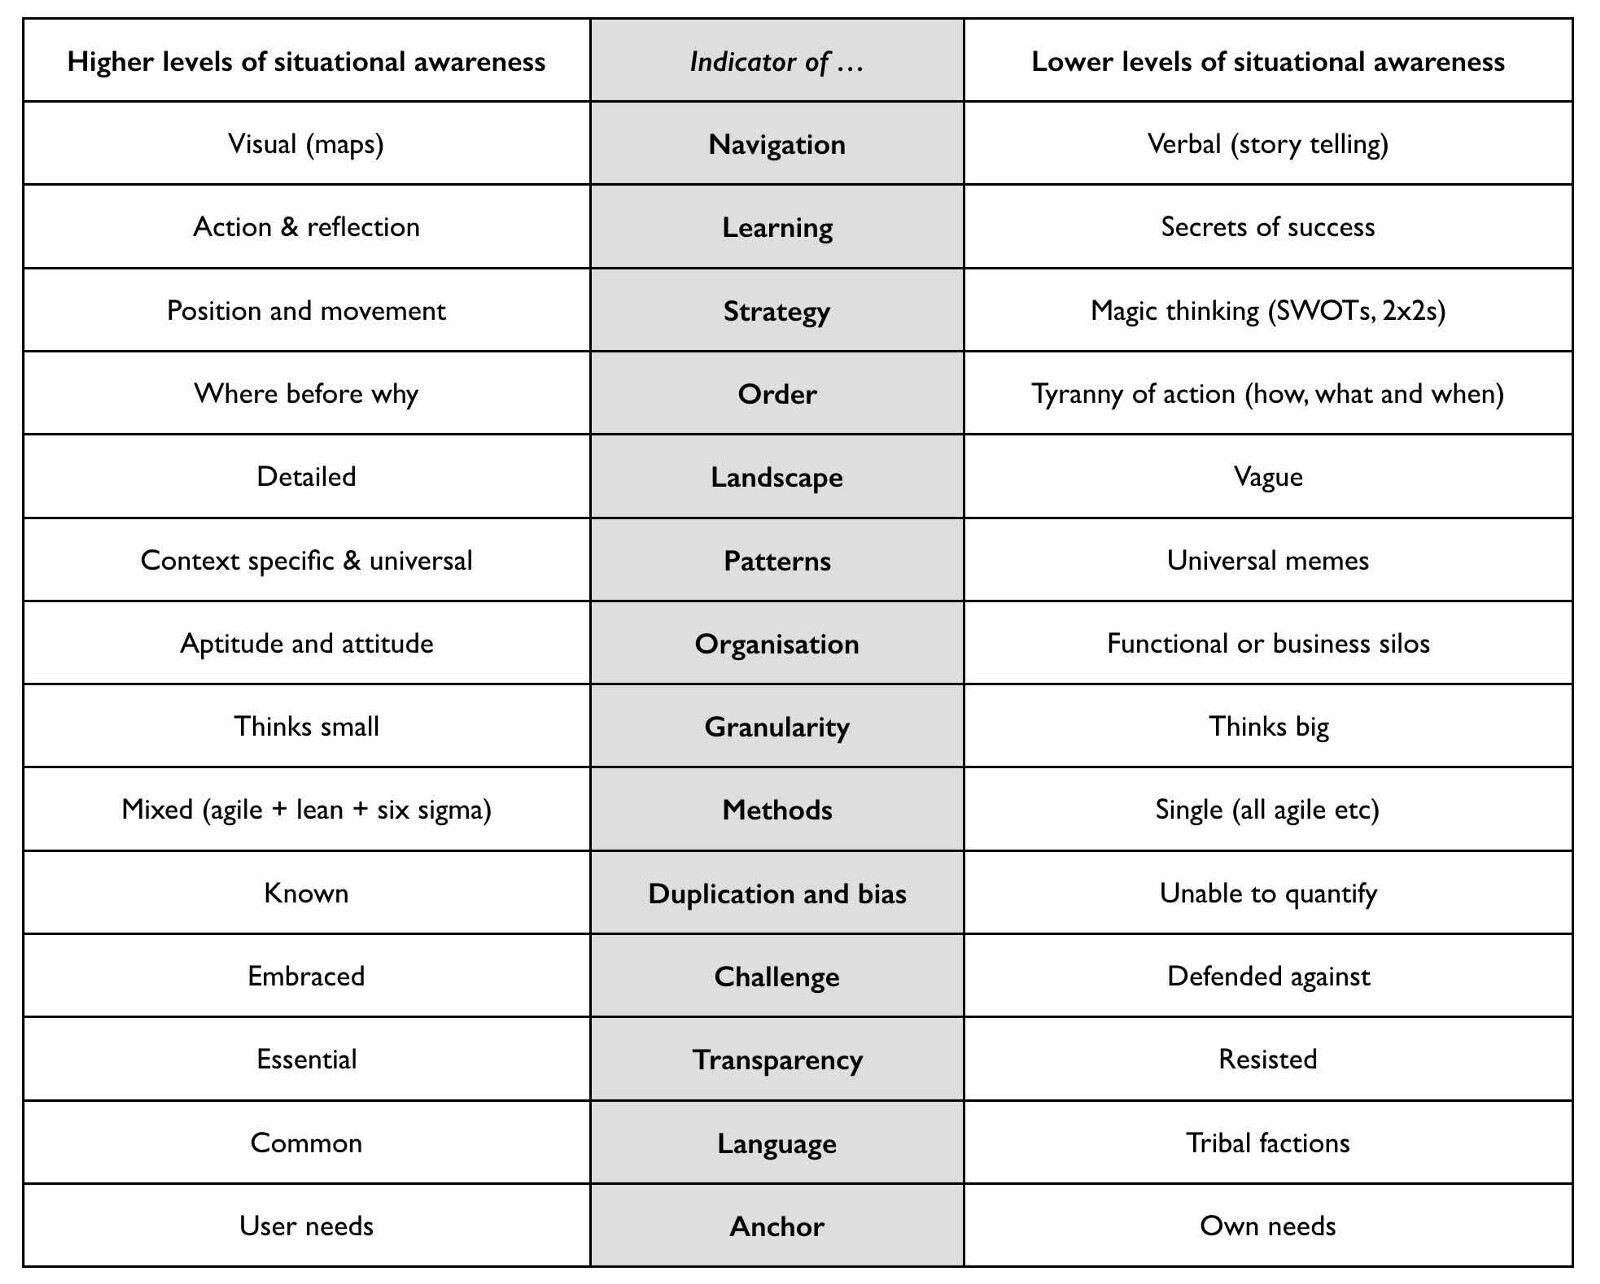 Higher levels of situational awareness Indicator of … Lower levels of situational awareness
Visual (maps) Navigation Verbal (story telling)
Action & reflection Learning Secrets of success
Position and movement Strategy Magic thinking (SWOTs, 2x2s)
Where before why Order Tyranny of action (how, what and when)
Detailed Landscape Vague
Context specific & universal Patterns Universal memes
Aptitude and attitude Organisation Functional or business silos
Thinks small Granularity Thinks big
Mixed (agile + lean + six sigma) Methods Single (all agile etc)
Known Duplication and bias Unable to quantify
Embraced Challenge Defended against
Essential Transparency Resisted
Common Language Tribal factions
User needs Anchor Own needs